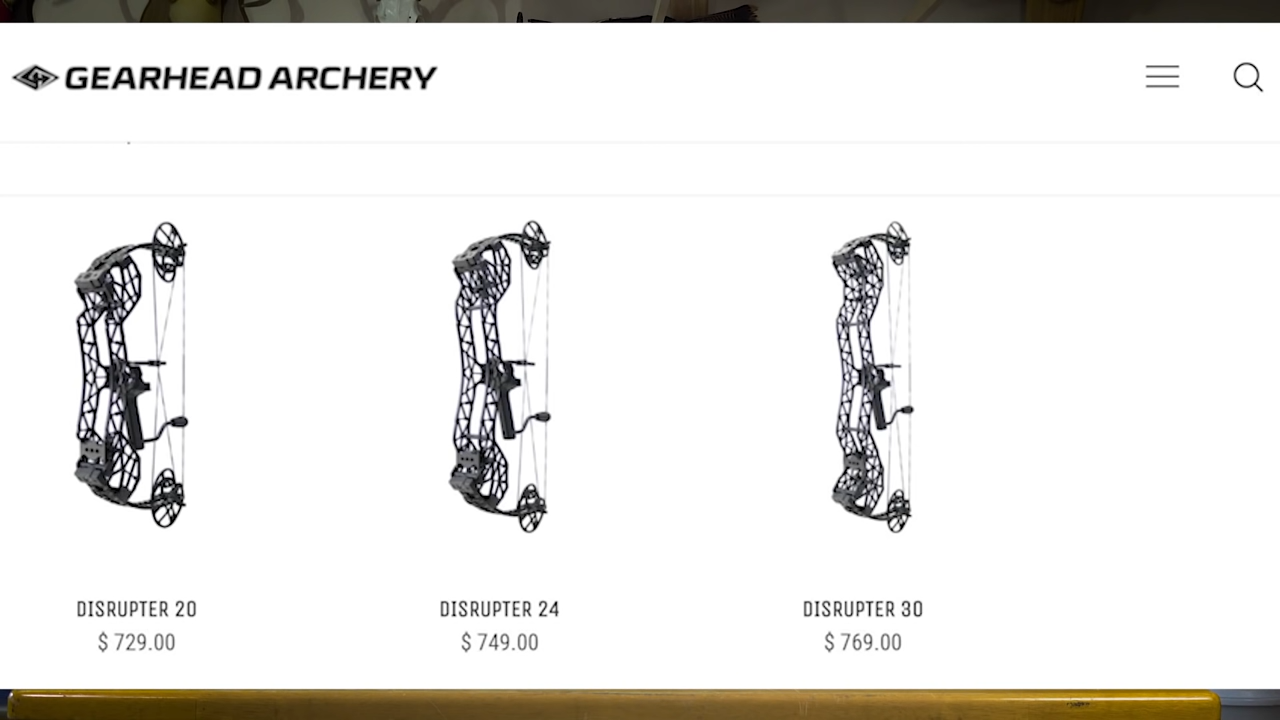 GEARHEAD ARCHERY
DISRUPTER 20
$ 729.00
DISRUPTER 24
$ 749.00
DISRUPTER 30
$ 769.00